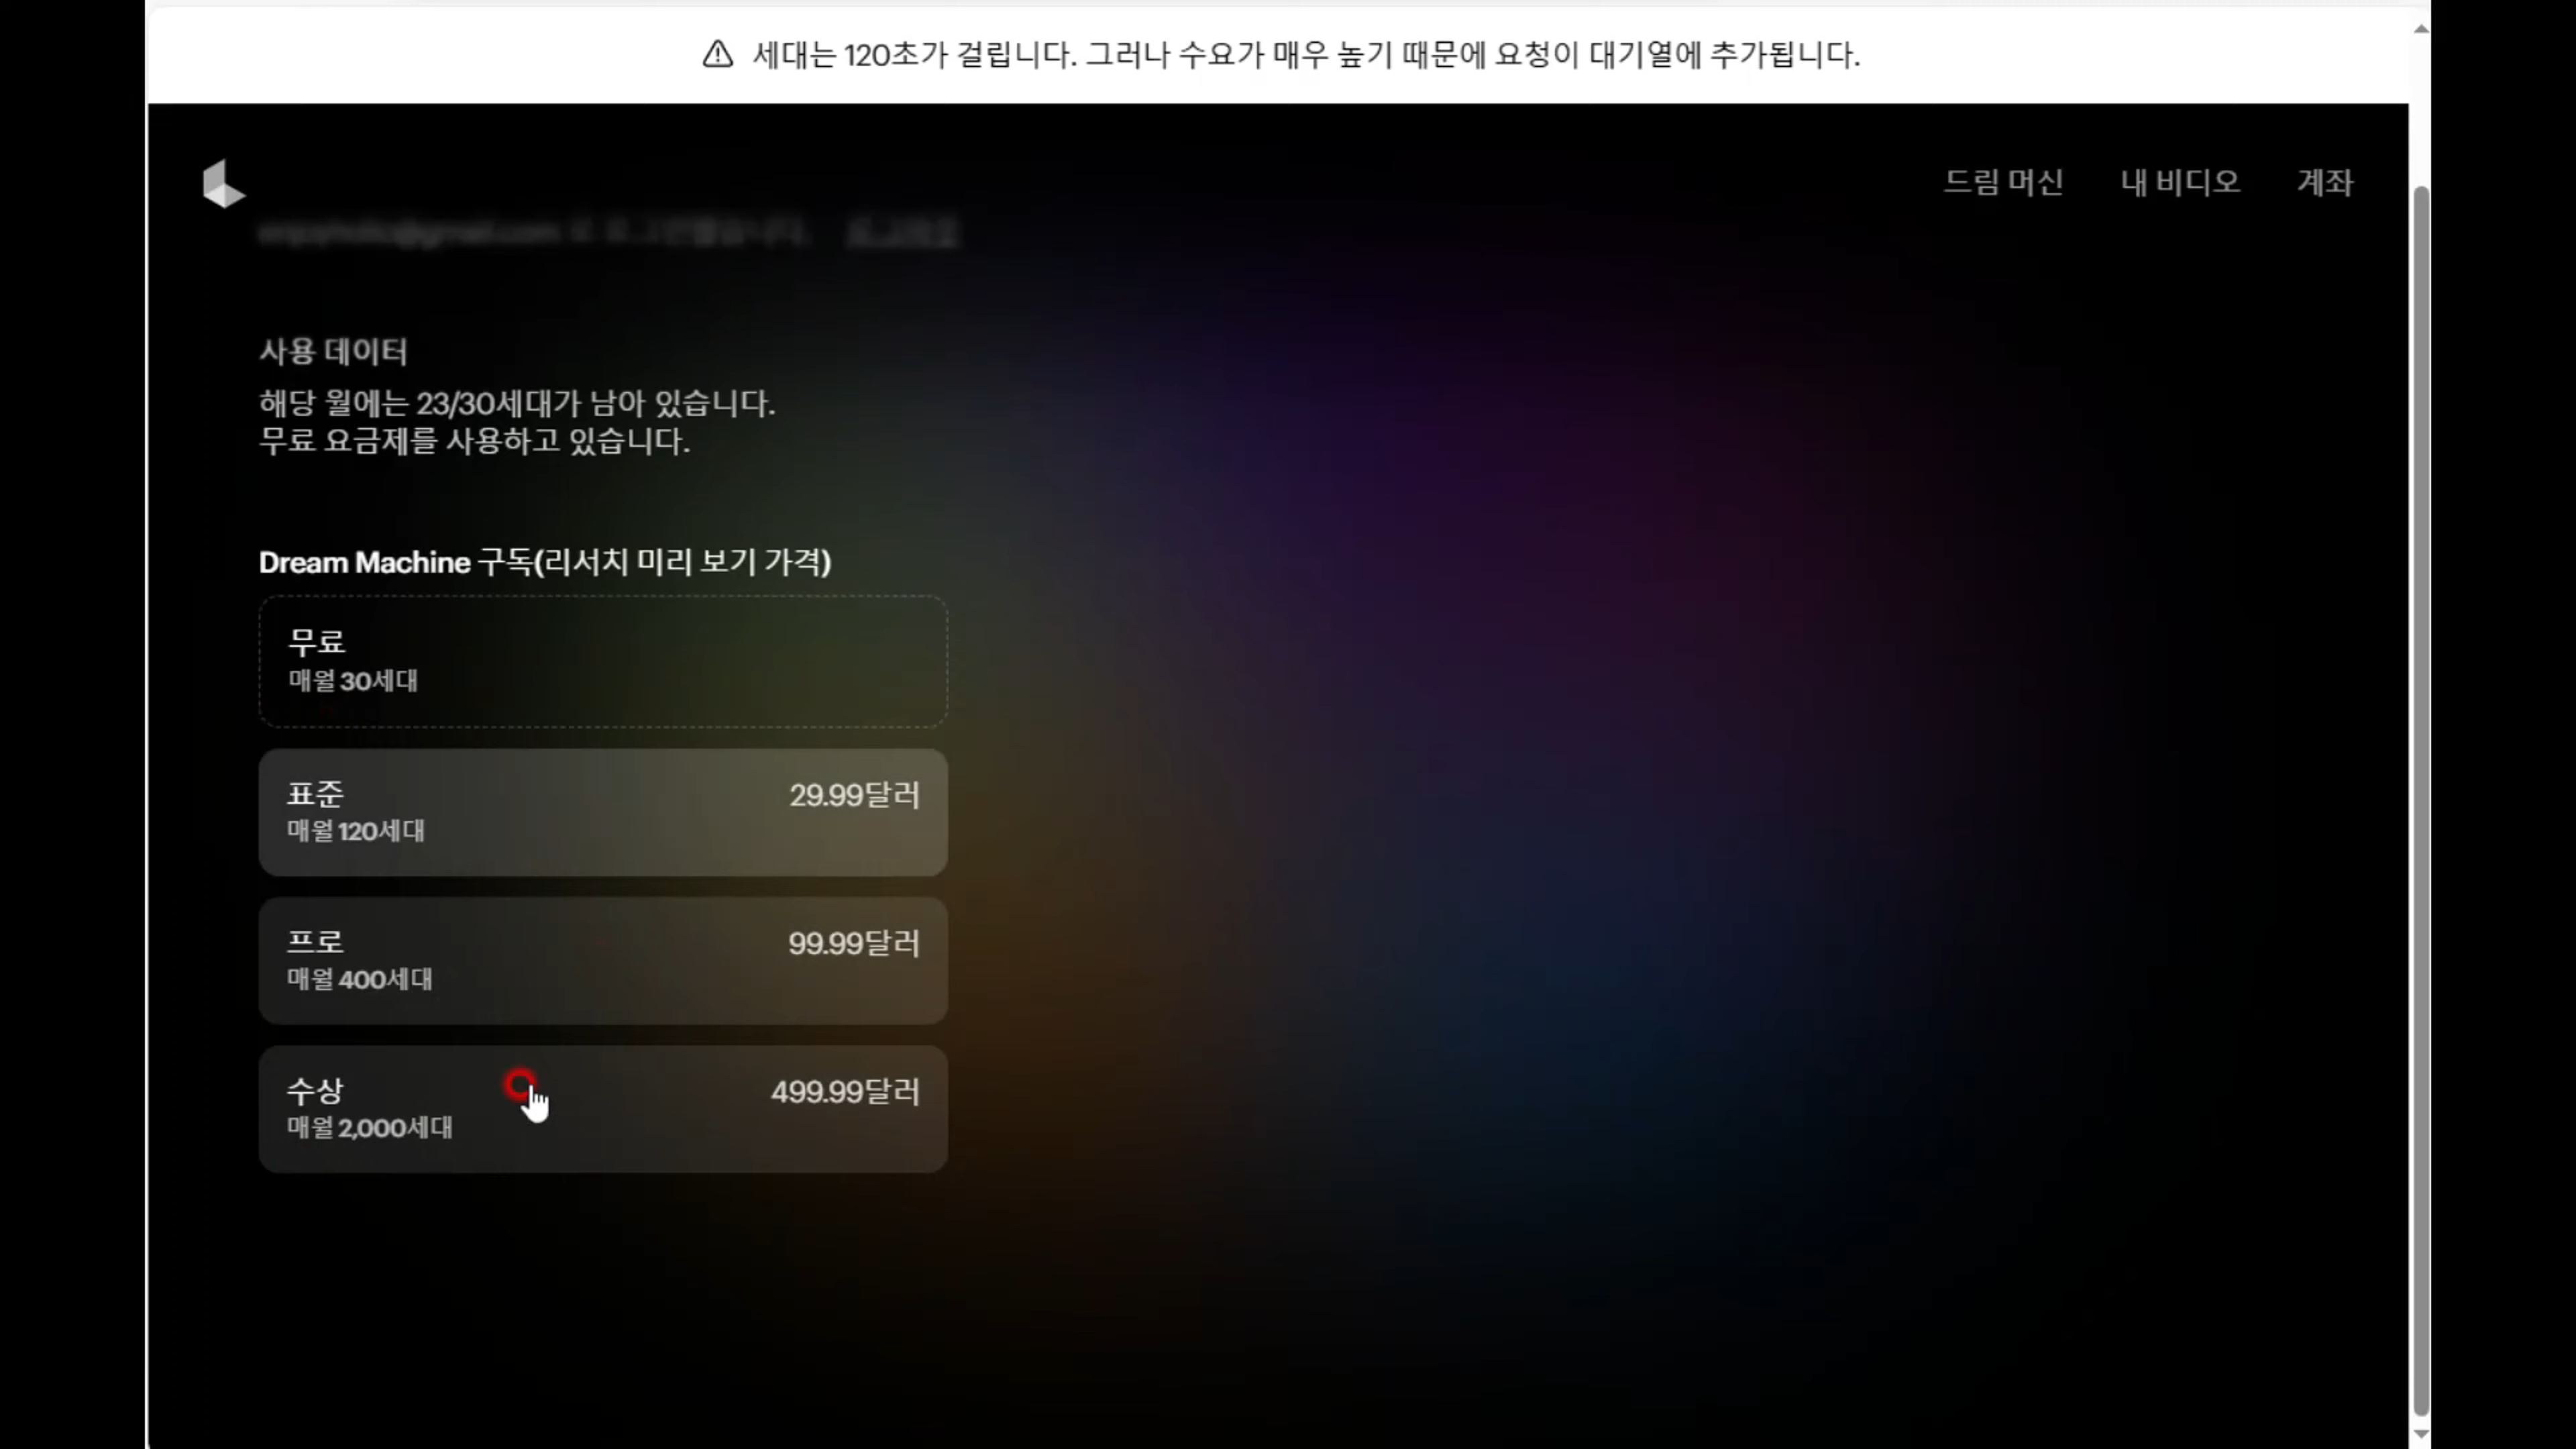 세대는 120초가 걸립니다. 그러나 수요가 매우 높기 때문에 요청이 대기열에 추가됩니다.
드림 머신 내 비디오 계좌
사용 데이터
해당 월에는 23/30세대가 남아 있습니다.
무료 요금제를 사용하고 있습니다.
Dream Machine 구독(리서치 미리 보기 가격)
무료
매월 30세대
표준 29.99달러
매월 120세대
프로 99.99달러
매월 400세대
수상 499.99달러
매월 2,000세대